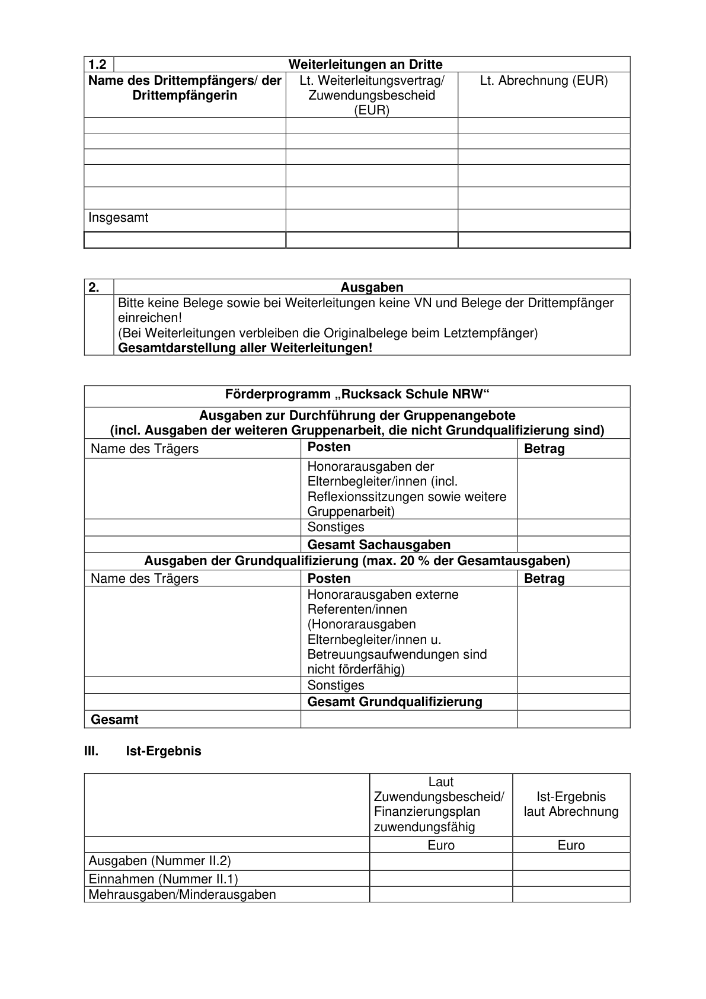 1.2 Weiterleitungen an Dritte
Name des Drittempfängers/ der
Drittempfängerin
Lt. Weiterleitungsvertrag/
Zuwendungsbescheid
(EUR)
Lt. Abrechnung (EUR)
Insgesamt
2. Ausgaben
Bitte keine Belege sowie bei Weiterleitungen keine VN und Belege der Drittempfänger
einreichen!
(Bei Weiterleitungen verbleiben die Originalbelege beim Letztempfänger)
Gesamtdarstellung aller Weiterleitungen!
Förderprogramm „Rucksack Schule NRW“
Ausgaben zur Durchführung der Gruppenangebote
(incl. Ausgaben der weiteren Gruppenarbeit, die nicht Grundqualifizierung sind)
Name des Trägers Posten Betrag
Honorarausgaben der
Elternbegleiter/innen (incl.
Reflexionssitzungen sowie weitere
Gruppenarbeit)
Sonstiges
Gesamt Sachausgaben
Ausgaben der Grundqualifizierung (max. 20 % der Gesamtausgaben)
Name des Trägers Posten Betrag
Honorarausgaben externe
Referenten/innen
(Honorarausgaben
Elternbegleiter/innen u.
Betreuungsaufwendungen sind
nicht förderfähig)
Sonstiges
Gesamt Grundqualifizierung
Gesamt
III. Ist-Ergebnis
Laut
Zuwendungsbescheid/
Finanzierungsplan
zuwendungsfähig
Ist-Ergebnis
laut Abrechnung
Euro Euro
Ausgaben (Nummer II.2)
Einnahmen (Nummer II.1)
Mehrausgaben/Minderausgaben